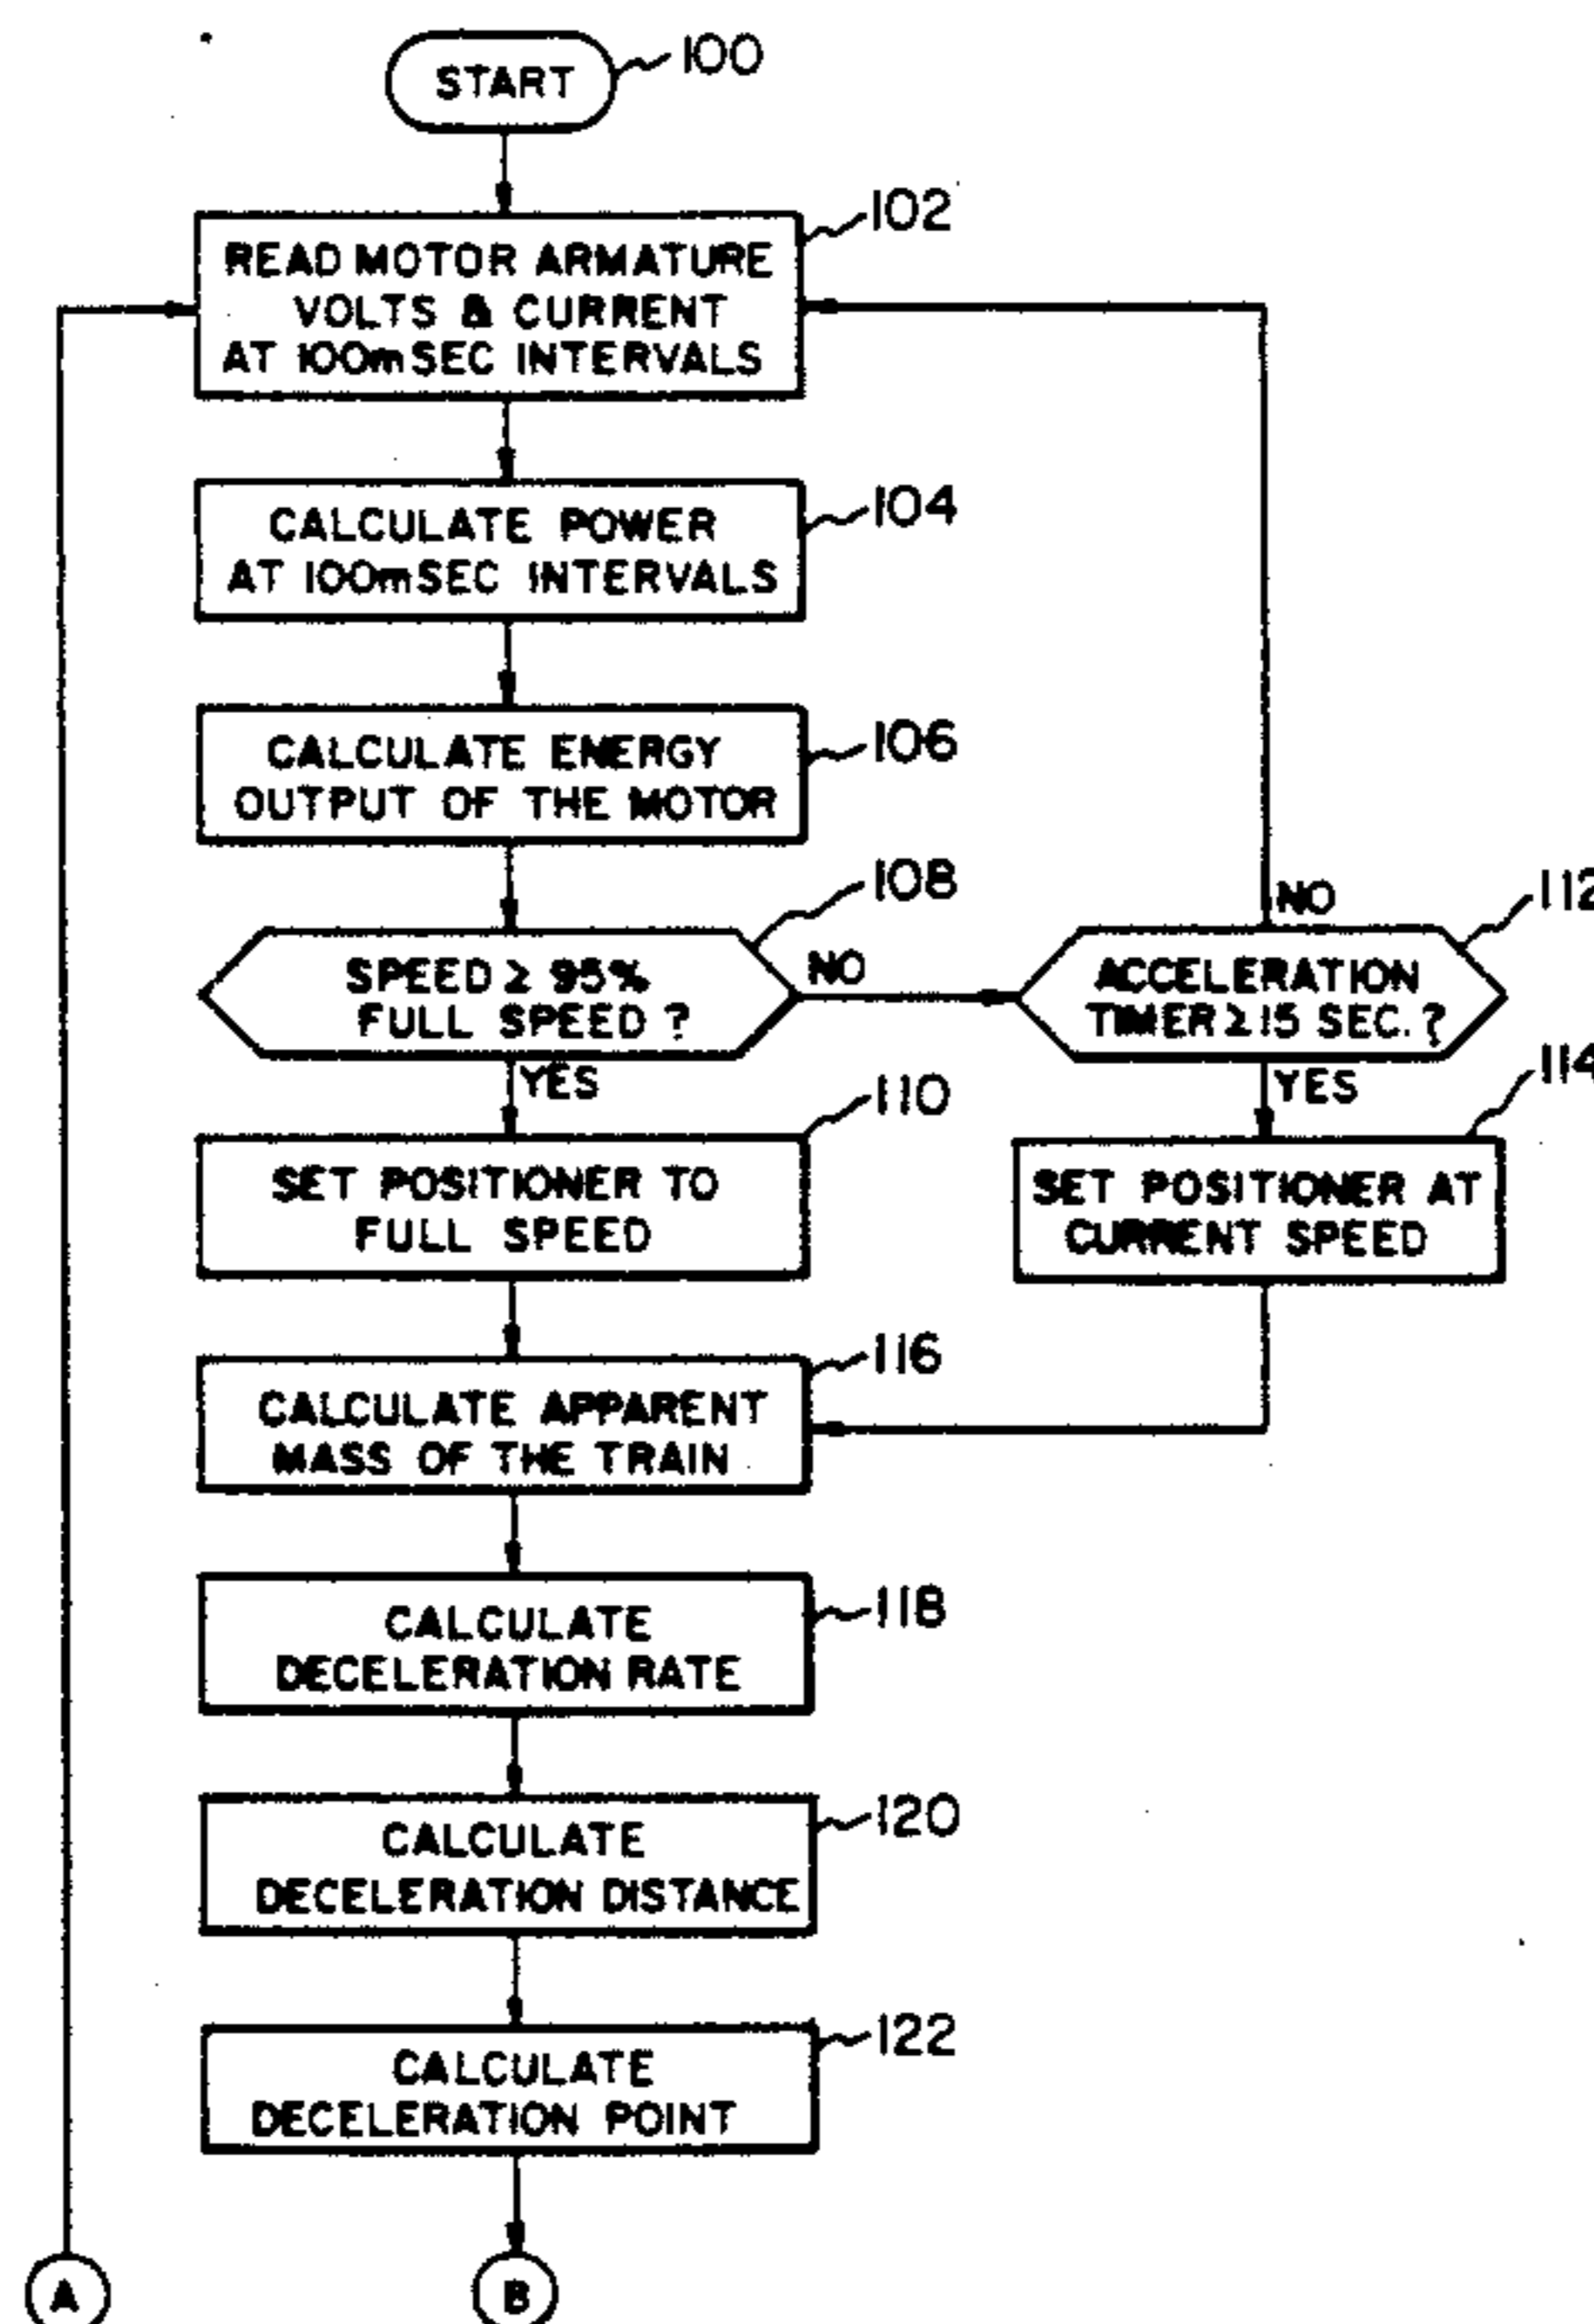 START
100
READ MOTOR ARMATURE
VOLTS & CURRENT
AT 100mSEC INTERVALS
102
CALCULATE POWER
AT 100mSEC INTERVALS
104
CALCULATE ENERGY
OUTPUT OF THE MOTOR
106
SPEED ≥ 95%
FULL SPEED ?
108
NO
YES
ACCELERATION
TIMER ≥ 15 SEC. ?
112
NO
YES
SET POSITIONER TO
FULL SPEED
110
SET POSITIONER AT
CURRENT SPEED
114
CALCULATE APPARENT
MASS OF THE TRAIN
116
CALCULATE
DECELERATION RATE
118
CALCULATE
DECELERATION DISTANCE
120
CALCULATE
DECELERATION POINT
122
A
B